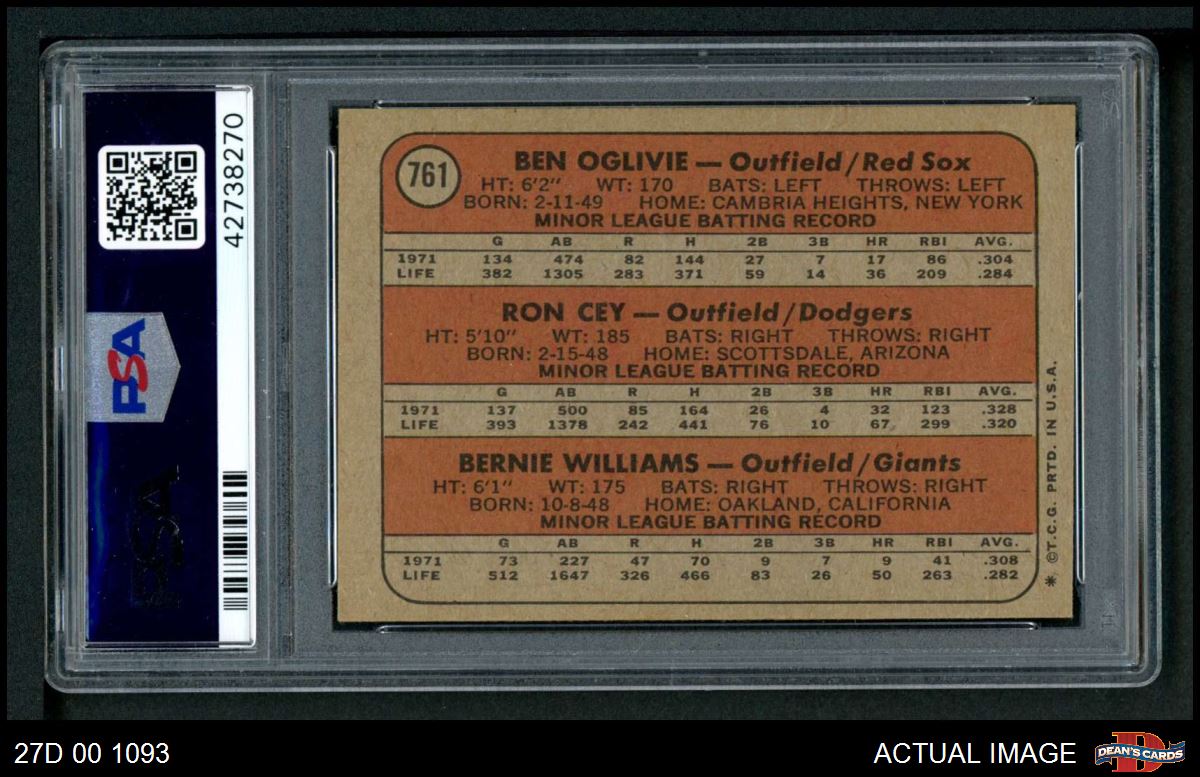 42738270
PSA
PSA
761
BEN OGLIVIE — Outfield/Red Sox
HT: 6'2" WT: 170 BATS: LEFT THROWS: LEFT
BORN: 2-11-49 HOME: CAMBRIA HEIGHTS, NEW YORK
MINOR LEAGUE BATTING RECORD
G AB R H 2B 3B HR RBI AVG.
1971 134 474 82 144 27 7 17 86 .304
LIFE 382 1305 283 371 59 14 36 209 .284
RON CEY — Outfield/Dodgers
HT: 5'10" WT: 185 BATS: RIGHT THROWS: RIGHT
BORN: 2-15-48 HOME: SCOTTSDALE, ARIZONA
MINOR LEAGUE BATTING RECORD
G AB R H 2B 3B HR RBI AVG.
1971 137 500 85 164 26 4 32 123 .328
LIFE 393 1378 242 441 76 10 67 299 .320
BERNIE WILLIAMS — Outfield/Giants
HT: 6'1" WT: 175 BATS: RIGHT THROWS: RIGHT
BORN: 10-8-48 HOME: OAKLAND, CALIFORNIA
MINOR LEAGUE BATTING RECORD
G AB R H 2B 3B HR RBI AVG.
1971 73 227 47 70 9 7 9 41 .308
LIFE 512 1647 326 466 83 26 50 263 .282
* ©T.C.G. PRTD. IN U.S.A.
27D 00 1093
ACTUAL IMAGE
DEAN'S CARDS